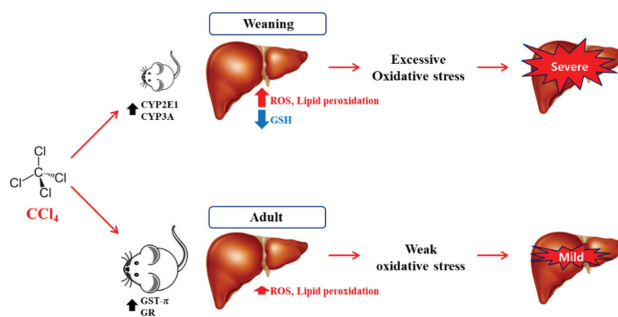 Weaning
Excessive
Oxidative stress
Severe
CYP2E1
CYP3A
ROS, Lipid peroxidation
GSH
Cl
Cl
C
Cl
Cl
CCl₄
Adult
Weak
oxidative stress
Mild
GST-π
GR
ROS, Lipid peroxidation